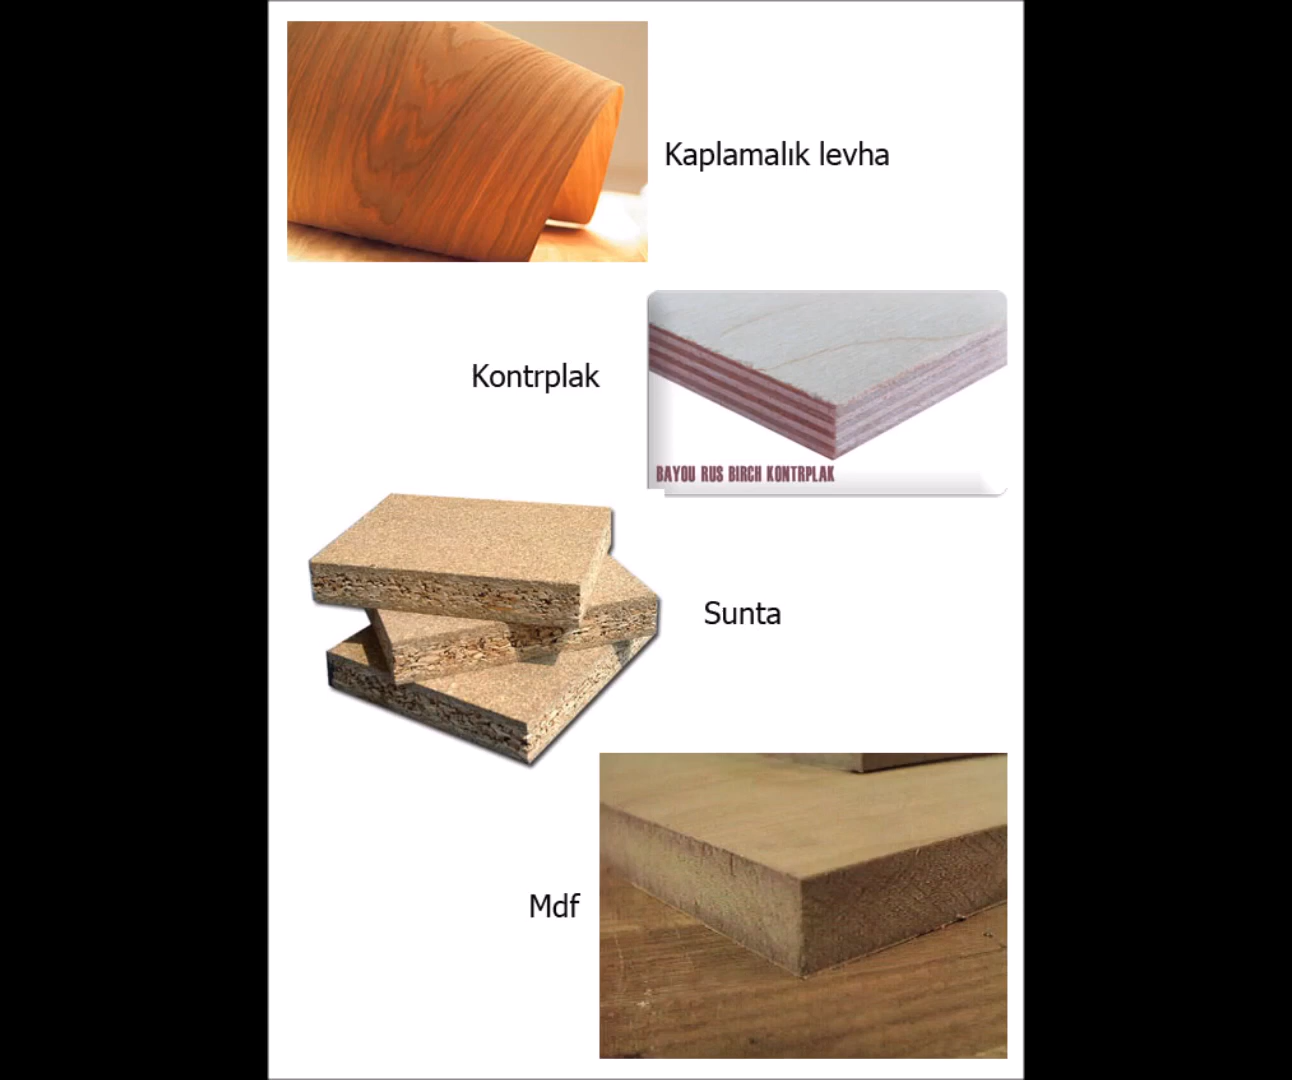 Kaplamalık levha
Kontrplak
BAYOU RUS BIRCH KONTRPLAK
Sunta
Mdf